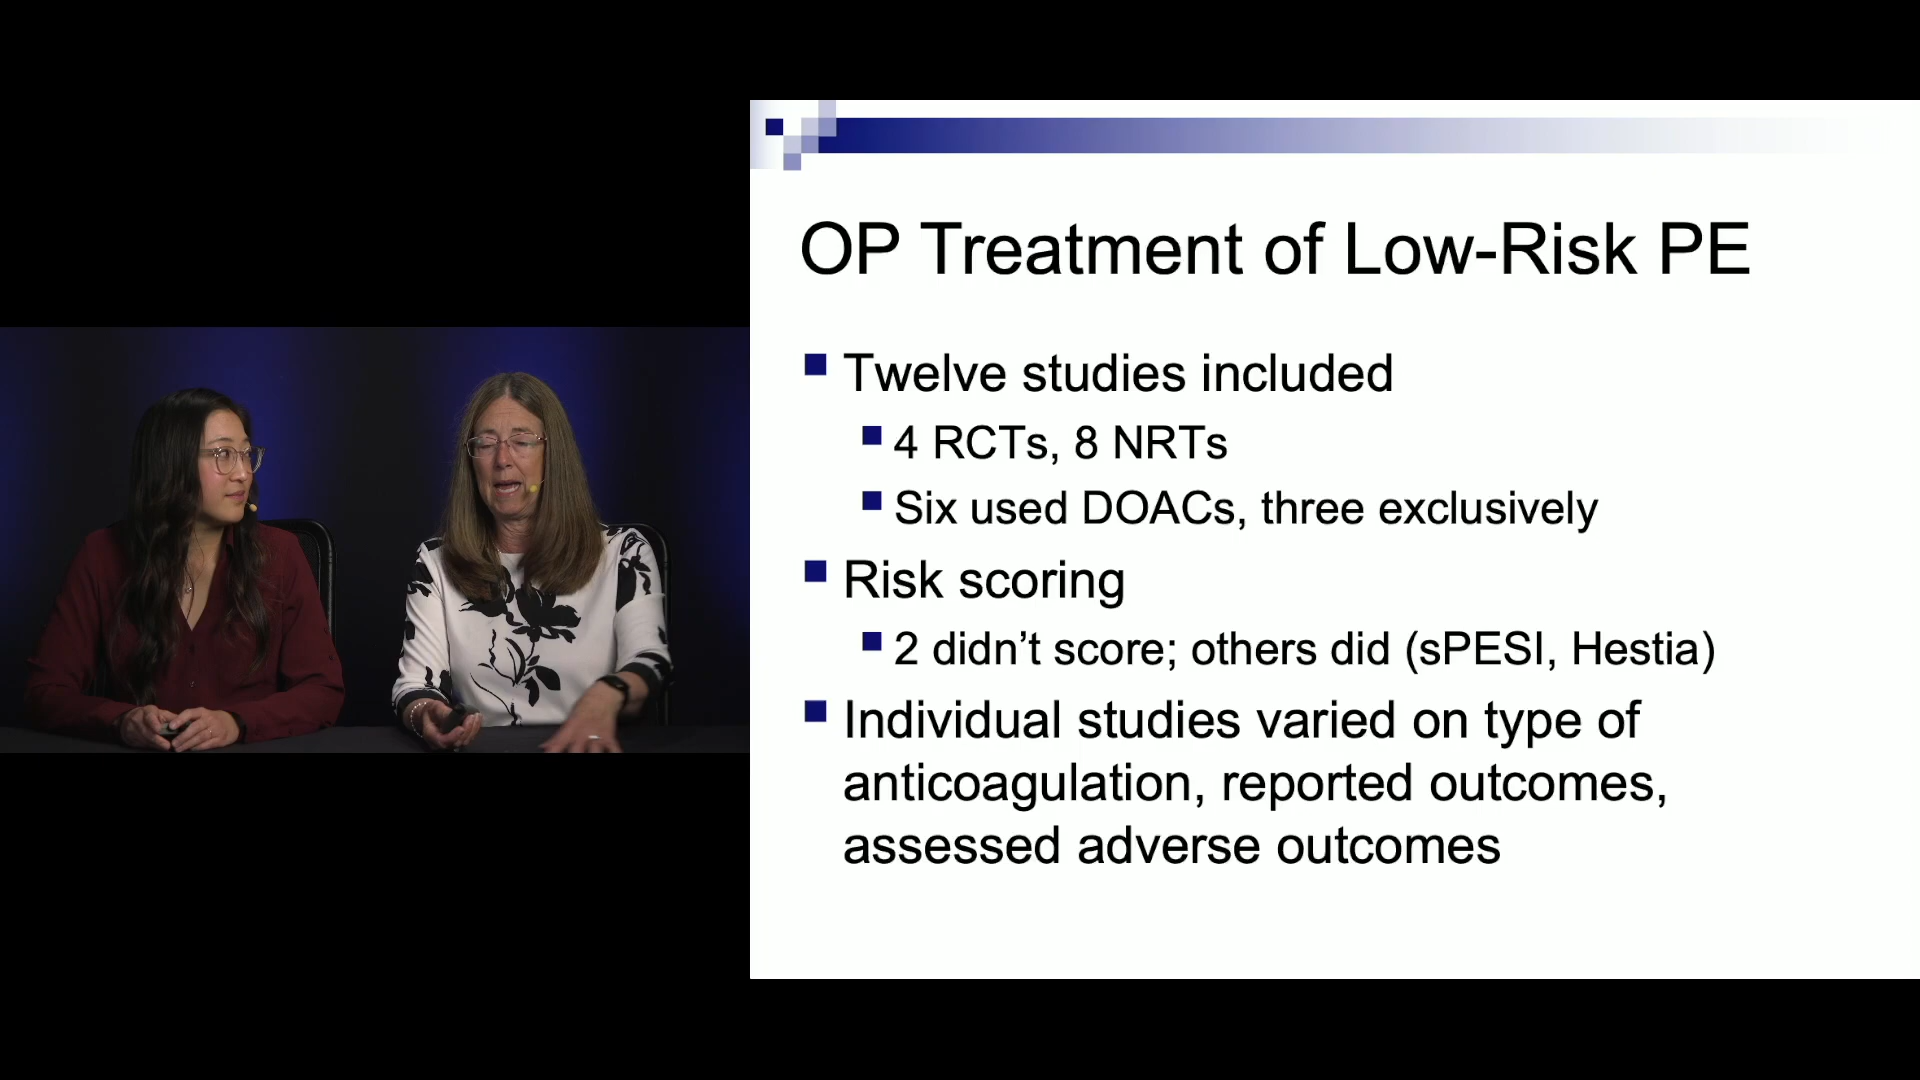 OP Treatment of Low-Risk PE
Twelve studies included
4 RCTs, 8 NRTs
Six used DOACs, three exclusively
Risk scoring
2 didn’t score; others did (sPESI, Hestia)
Individual studies varied on type of
anticoagulation, reported outcomes,
assessed adverse outcomes